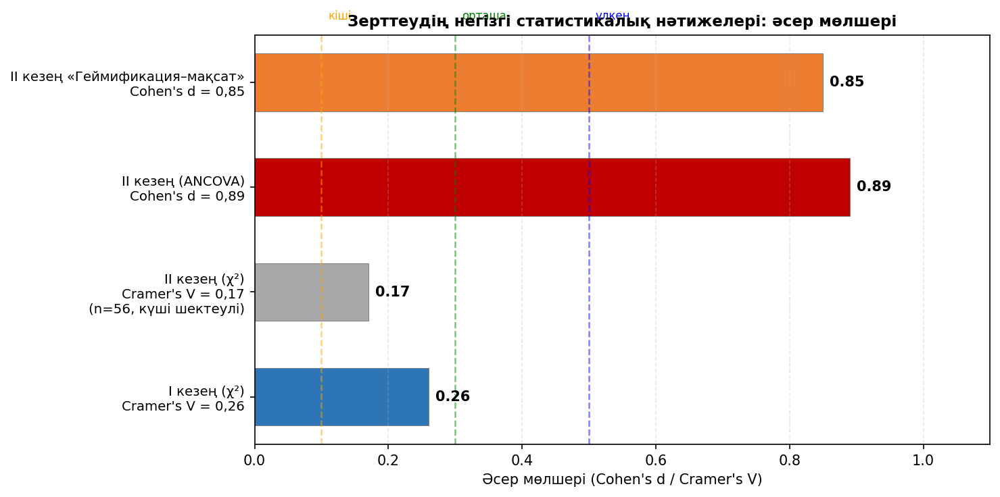 кіші
орташа
үлкен
Зерттеудің негізгі статистикалық нәтижелері: әсер мөлшері
II кезең «Геймификация–мақсат»
Cohen's d = 0,85
0.85
II кезең (ANCOVA)
Cohen's d = 0,89
0.89
II кезең (χ²)
Cramer's V = 0,17
(n=56, күші шектеулі)
0.17
I кезең (χ²)
Cramer's V = 0,26
0.26
0.0
0.2
0.4
0.6
0.8
1.0
Әсер мөлшері (Cohen's d / Cramer's V)